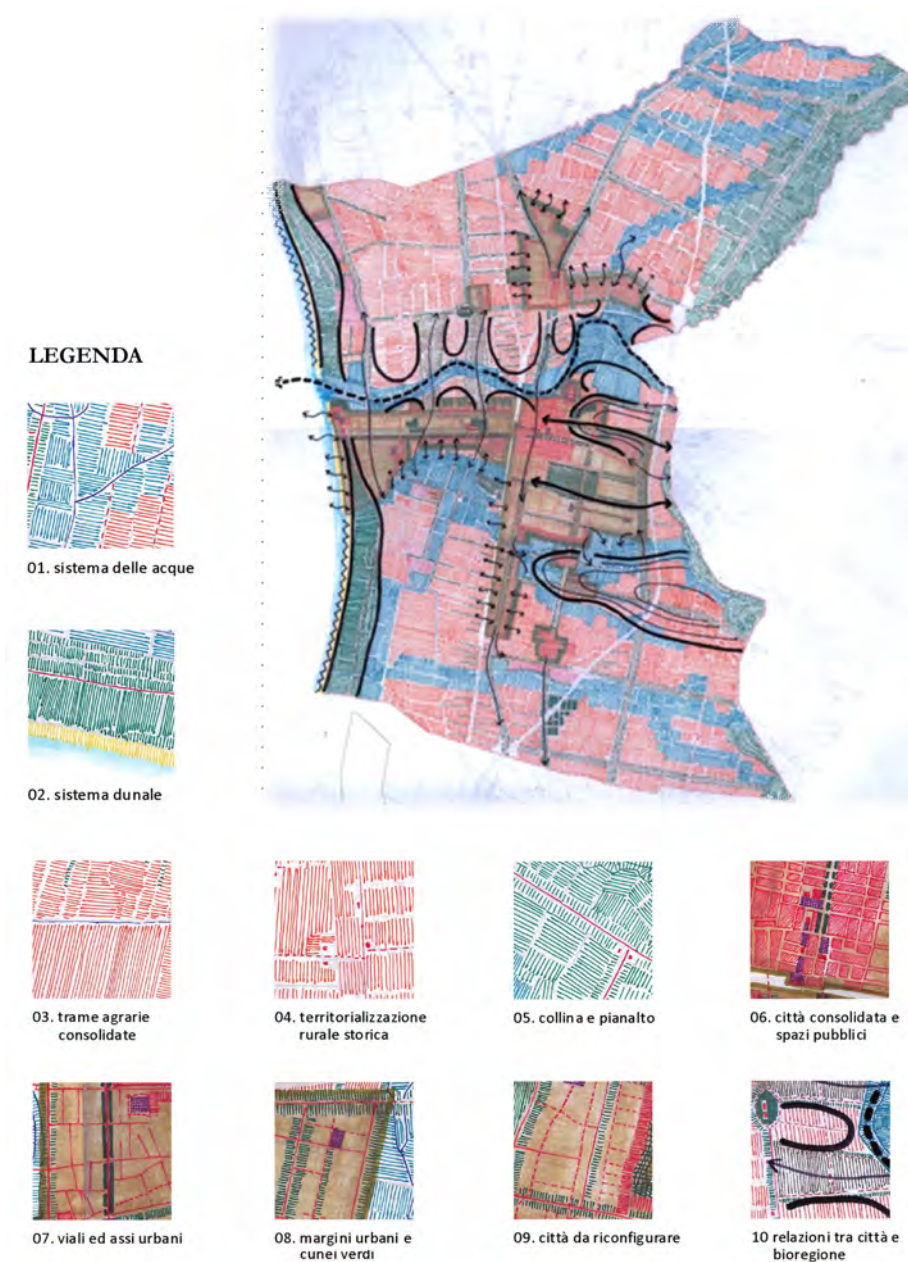 LEGENDA
01. sistema delle acque
02. sistema dunale
03. trame agrarie
consolidate
04. territorializzazione
rurale storica
05. collina e pianalto
06. città consolidata e
spazi pubblici
07. viali ed assi urbani
08. margini urbani e
cunei verdi
09. città da riconfigurare
10 relazioni tra città e
bioregione